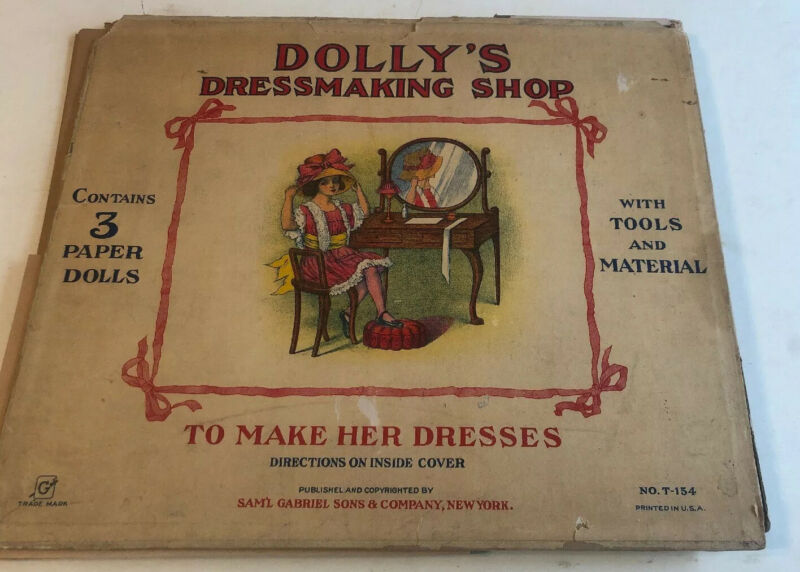 DOLLY'S
DRESSMAKING SHOP
CONTAINS
3
PAPER
DOLLS
WITH
TOOLS
AND
MATERIAL
TO MAKE HER DRESSES
DIRECTIONS ON INSIDE COVER
PUBLISHED AND COPYRIGHTED BY
SAM'L GABRIEL SONS & COMPANY, NEW YORK.
G
TRADE MARK
NO. T-154
PRINTED IN U.S.A.